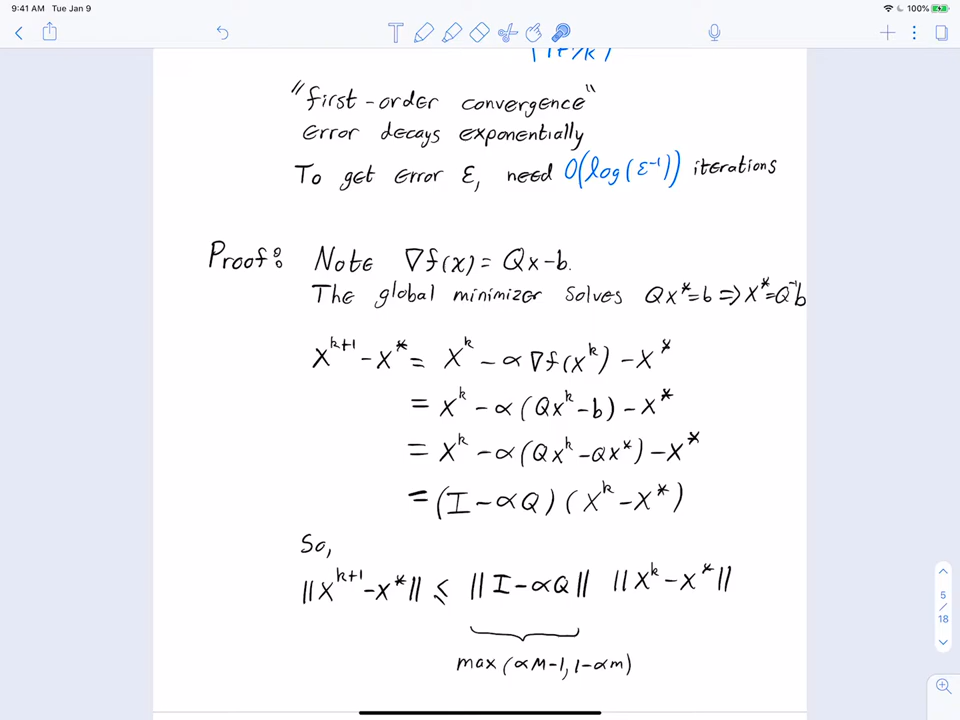 9:41 AM Tue Jan 9
100%
"first-order convergence"
error decays exponentially
To get error ε, need O(log(ε⁻¹)) iterations
Proof: Note ∇f(x) = Qx-b.
The global minimizer solves Qx*=b ⇒ x*=Q⁻¹b
x^{k+1} - x* = x^k - α∇f(x^k) - x*
= x^k - α(Qx^k - b) - x*
= x^k - α(Qx^k - Qx*) - x*
= (I - αQ)(x^k - x*)
So,
||x^{k+1} - x*|| ≤ ||I - αQ|| ||x^k - x*||
max(αM-1, 1-αm)
5
/
18